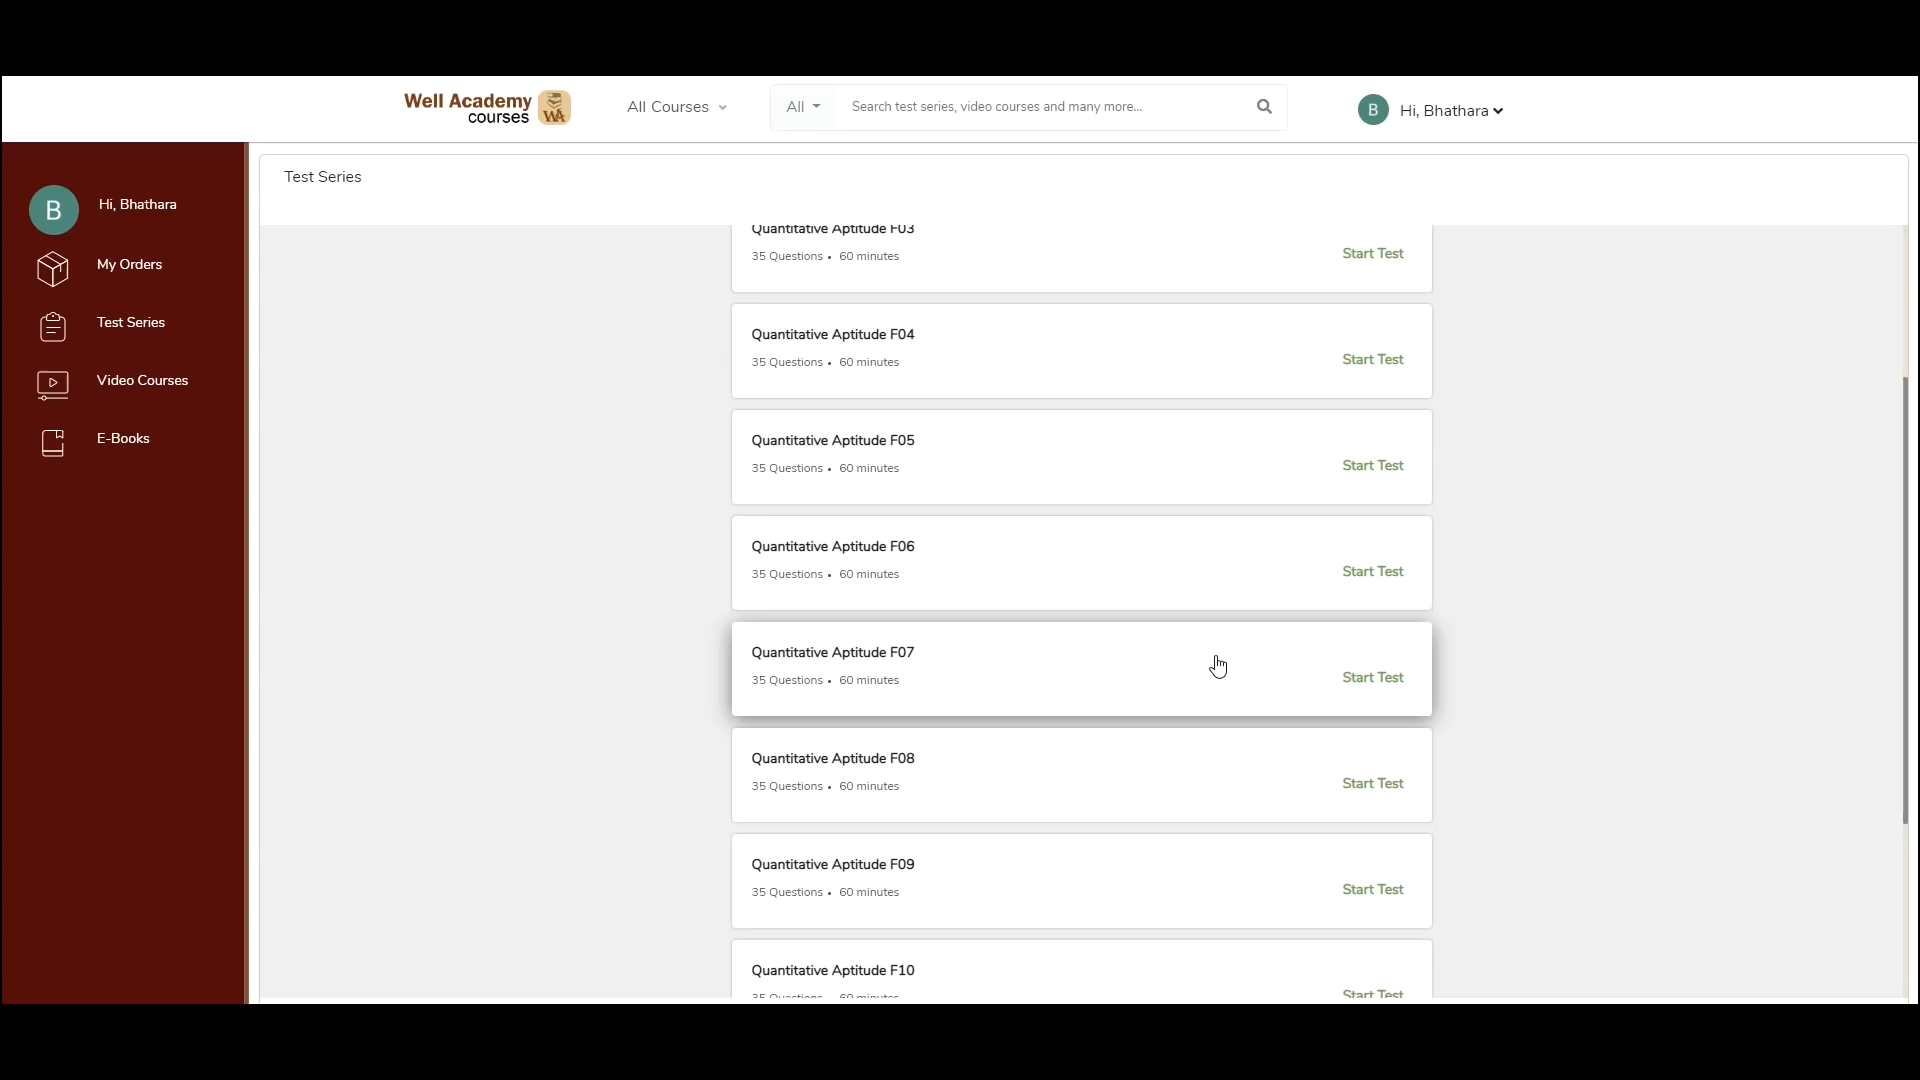 Well Academy
courses
WA
All Courses
All
Search test series, video courses and many more...
B
Hi, Bhathara
B
Hi, Bhathara
My Orders
Test Series
Video Courses
E-Books
Test Series
Quantitative Aptitude F03
35 Questions • 60 minutes
Start Test
Quantitative Aptitude F04
35 Questions • 60 minutes
Start Test
Quantitative Aptitude F05
35 Questions • 60 minutes
Start Test
Quantitative Aptitude F06
35 Questions • 60 minutes
Start Test
Quantitative Aptitude F07
35 Questions • 60 minutes
Start Test
Quantitative Aptitude F08
35 Questions • 60 minutes
Start Test
Quantitative Aptitude F09
35 Questions • 60 minutes
Start Test
Quantitative Aptitude F10
35 Questions • 60 minutes
Start Test